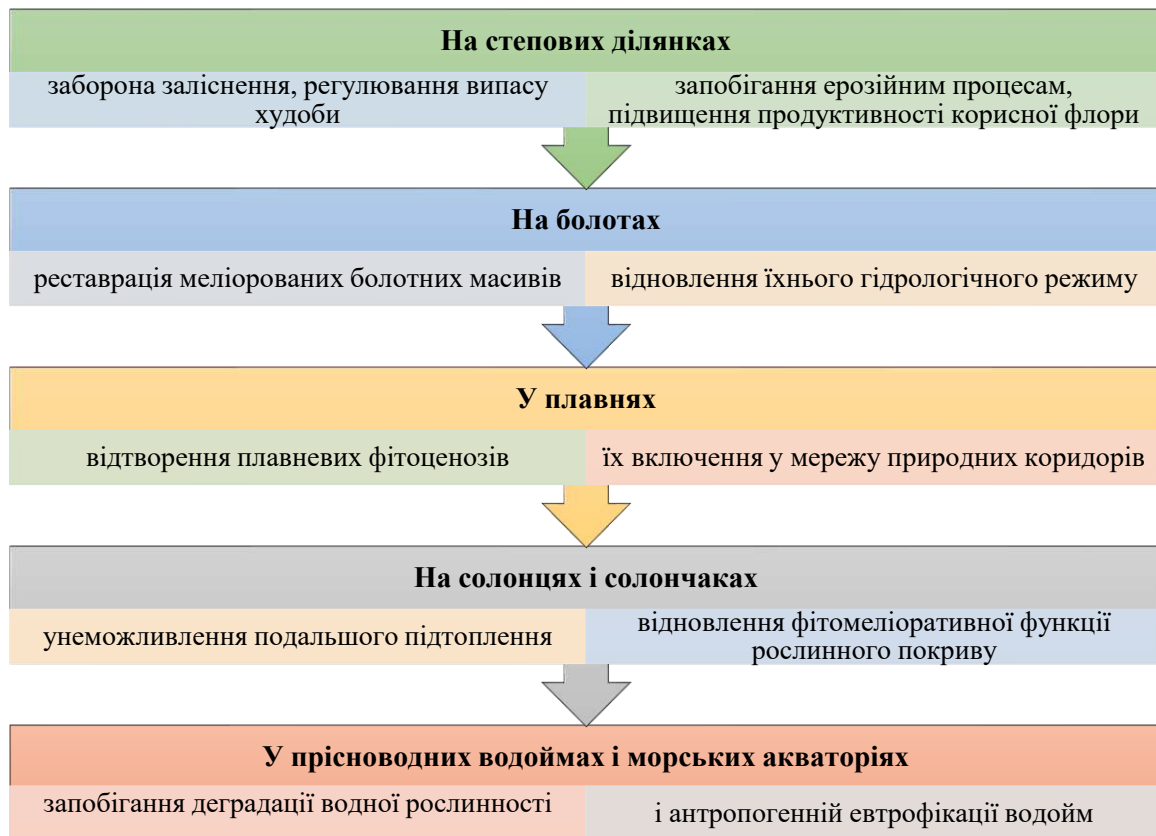 На степових ділянках
заборона заліснення, регулювання випасу
худоби
запобігання ерозійним процесам,
підвищення продуктивності корисної флори
На болотах
реставрація меліорованих болотних масивів
відновлення їхнього гідрологічного режиму
У плавнях
відтворення плавневих фітоценозів
їх включення у мережу природних коридорів
На солонцях і солончаках
унеможливлення подальшого підтоплення
відновлення фітомеліоративної функції
рослинного покриву
У прісноводних водоймах і морських акваторіях
запобігання деградації водної рослинності
і антропогенній евтрофікації водойм